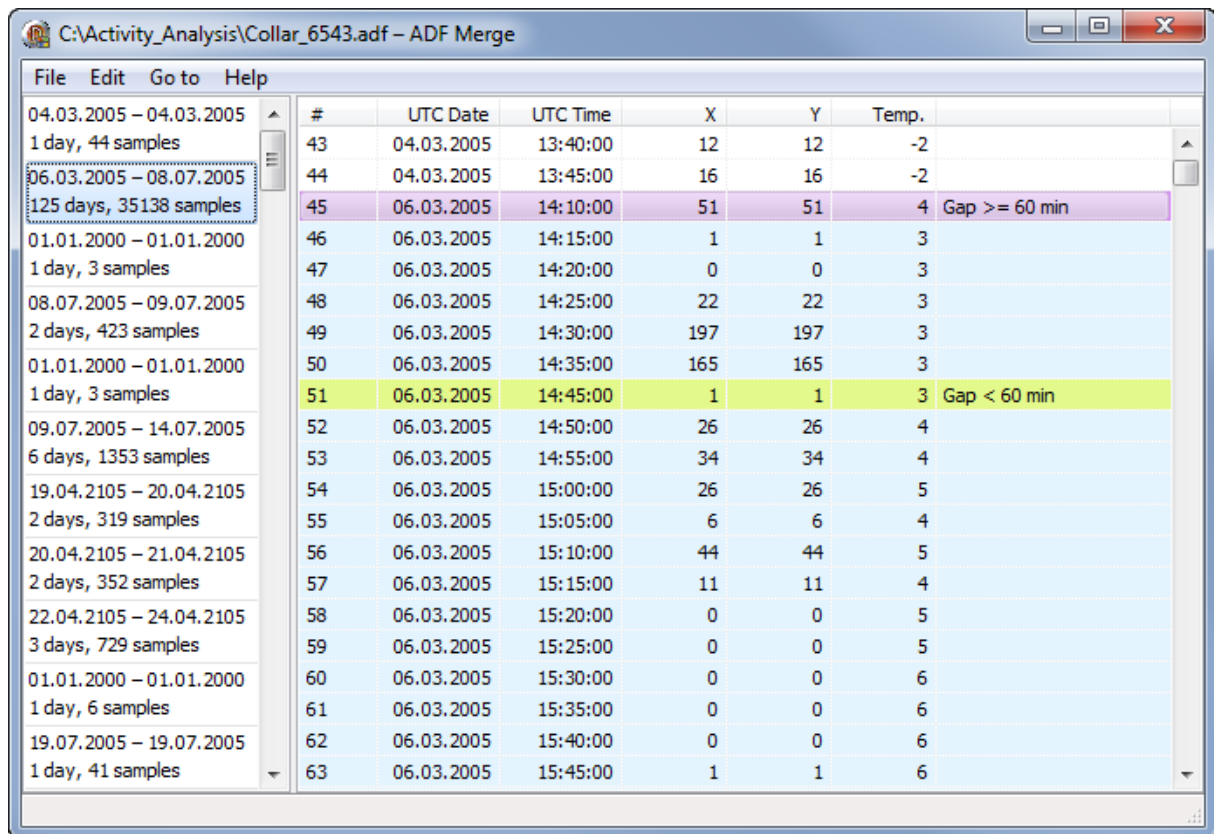 C:\Activity_Analysis\Collar_6543.adf – ADF Merge
File Edit Go to Help
04.03.2005 – 04.03.2005
1 day, 44 samples
06.03.2005 – 08.07.2005
125 days, 35138 samples
01.01.2000 – 01.01.2000
1 day, 3 samples
08.07.2005 – 09.07.2005
2 days, 423 samples
01.01.2000 – 01.01.2000
1 day, 3 samples
09.07.2005 – 14.07.2005
6 days, 1353 samples
19.04.2105 – 20.04.2105
2 days, 319 samples
20.04.2105 – 21.04.2105
2 days, 352 samples
22.04.2105 – 24.04.2105
3 days, 729 samples
01.01.2000 – 01.01.2000
1 day, 6 samples
19.07.2005 – 19.07.2005
1 day, 41 samples
# UTC Date UTC Time X Y Temp.
43 04.03.2005 13:40:00 12 12 -2
44 04.03.2005 13:45:00 16 16 -2
45 06.03.2005 14:10:00 51 51 4 Gap >= 60 min
46 06.03.2005 14:15:00 1 1 3
47 06.03.2005 14:20:00 0 0 3
48 06.03.2005 14:25:00 22 22 3
49 06.03.2005 14:30:00 197 197 3
50 06.03.2005 14:35:00 165 165 3
51 06.03.2005 14:45:00 1 1 3 Gap < 60 min
52 06.03.2005 14:50:00 26 26 4
53 06.03.2005 14:55:00 34 34 4
54 06.03.2005 15:00:00 26 26 5
55 06.03.2005 15:05:00 6 6 4
56 06.03.2005 15:10:00 44 44 5
57 06.03.2005 15:15:00 11 11 4
58 06.03.2005 15:20:00 0 0 5
59 06.03.2005 15:25:00 0 0 5
60 06.03.2005 15:30:00 0 0 6
61 06.03.2005 15:35:00 0 0 6
62 06.03.2005 15:40:00 0 0 6
63 06.03.2005 15:45:00 1 1 6